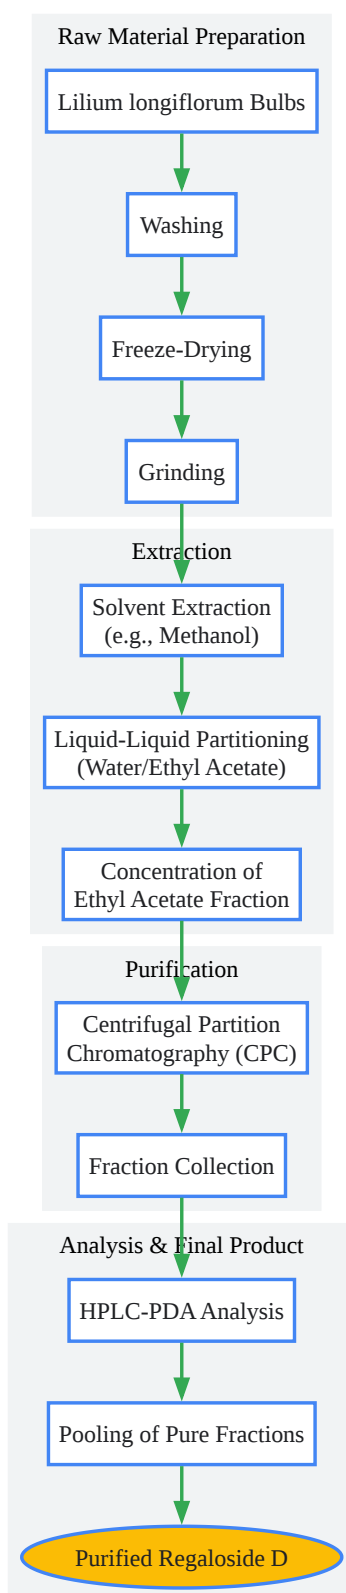 Raw Material Preparation
Lilium longiflorum Bulbs
Washing
Freeze-Drying
Grinding
Extraction
Solvent Extraction
(e.g., Methanol)
Liquid-Liquid Partitioning
(Water/Ethyl Acetate)
Concentration of
Ethyl Acetate Fraction
Purification
Centrifugal Partition
Chromatography (CPC)
Fraction Collection
Analysis & Final Product
HPLC-PDA Analysis
Pooling of Pure Fractions
Purified Regaloside D